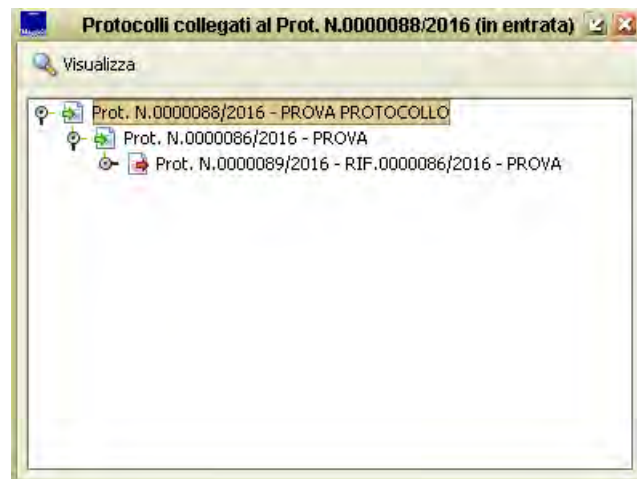 Protocolli collegati al Prot. N.0000088/2016 (in entrata)
Visualizza
Prot. N.0000088/2016 - PROVA PROTOCOLLO
Prot. N.0000086/2016 - PROVA
Prot. N.0000089/2016 - RIF.0000086/2016 - PROVA